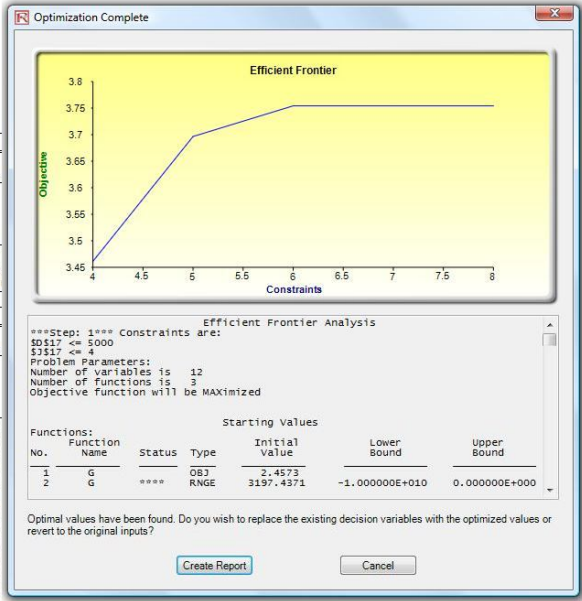 Optimization Complete
Efficient Frontier
3.8
3.75
3.7
3.65
3.6
3.55
3.5
3.45
Objective
4 4.5 5 5.5 6 6.5 7 7.5 8
Constraints
Efficient Frontier Analysis
***Step: 1*** Constraints are:
$D$17 <= 5000
$J$17 <= 4
Problem Parameters:
Number of variables is 12
Number of functions is 3
Objective function will be MAXimized
Starting Values
Functions:
Function Initial Lower Upper
No. Name Status Type Value Bound Bound
1 G OBJ 2.4573
2 G **** RNGE 3197.4371 -1.000000E+010 0.000000E+000
Optimal values have been found. Do you wish to replace the existing decision variables with the optimized values or
revert to the original inputs?
Create Report Cancel